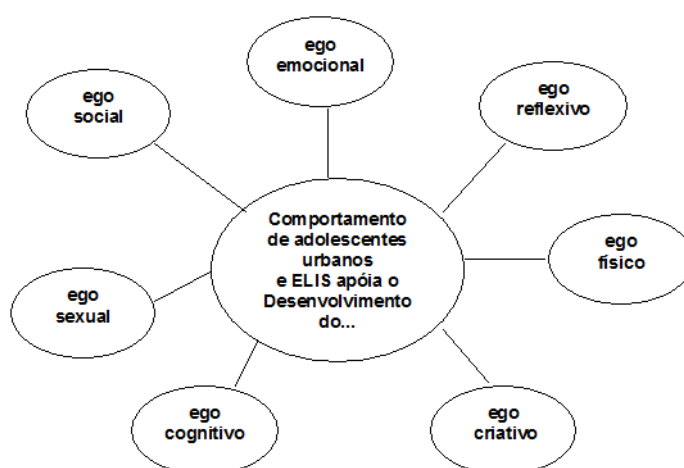 ego
emocional
ego
social
ego
reflexivo
Comportamento
de adolescentes
urbanos
e ELIS apóia o
Desenvolvimento
do...
ego
físico
ego
sexual
ego
cognitivo
ego
criativo